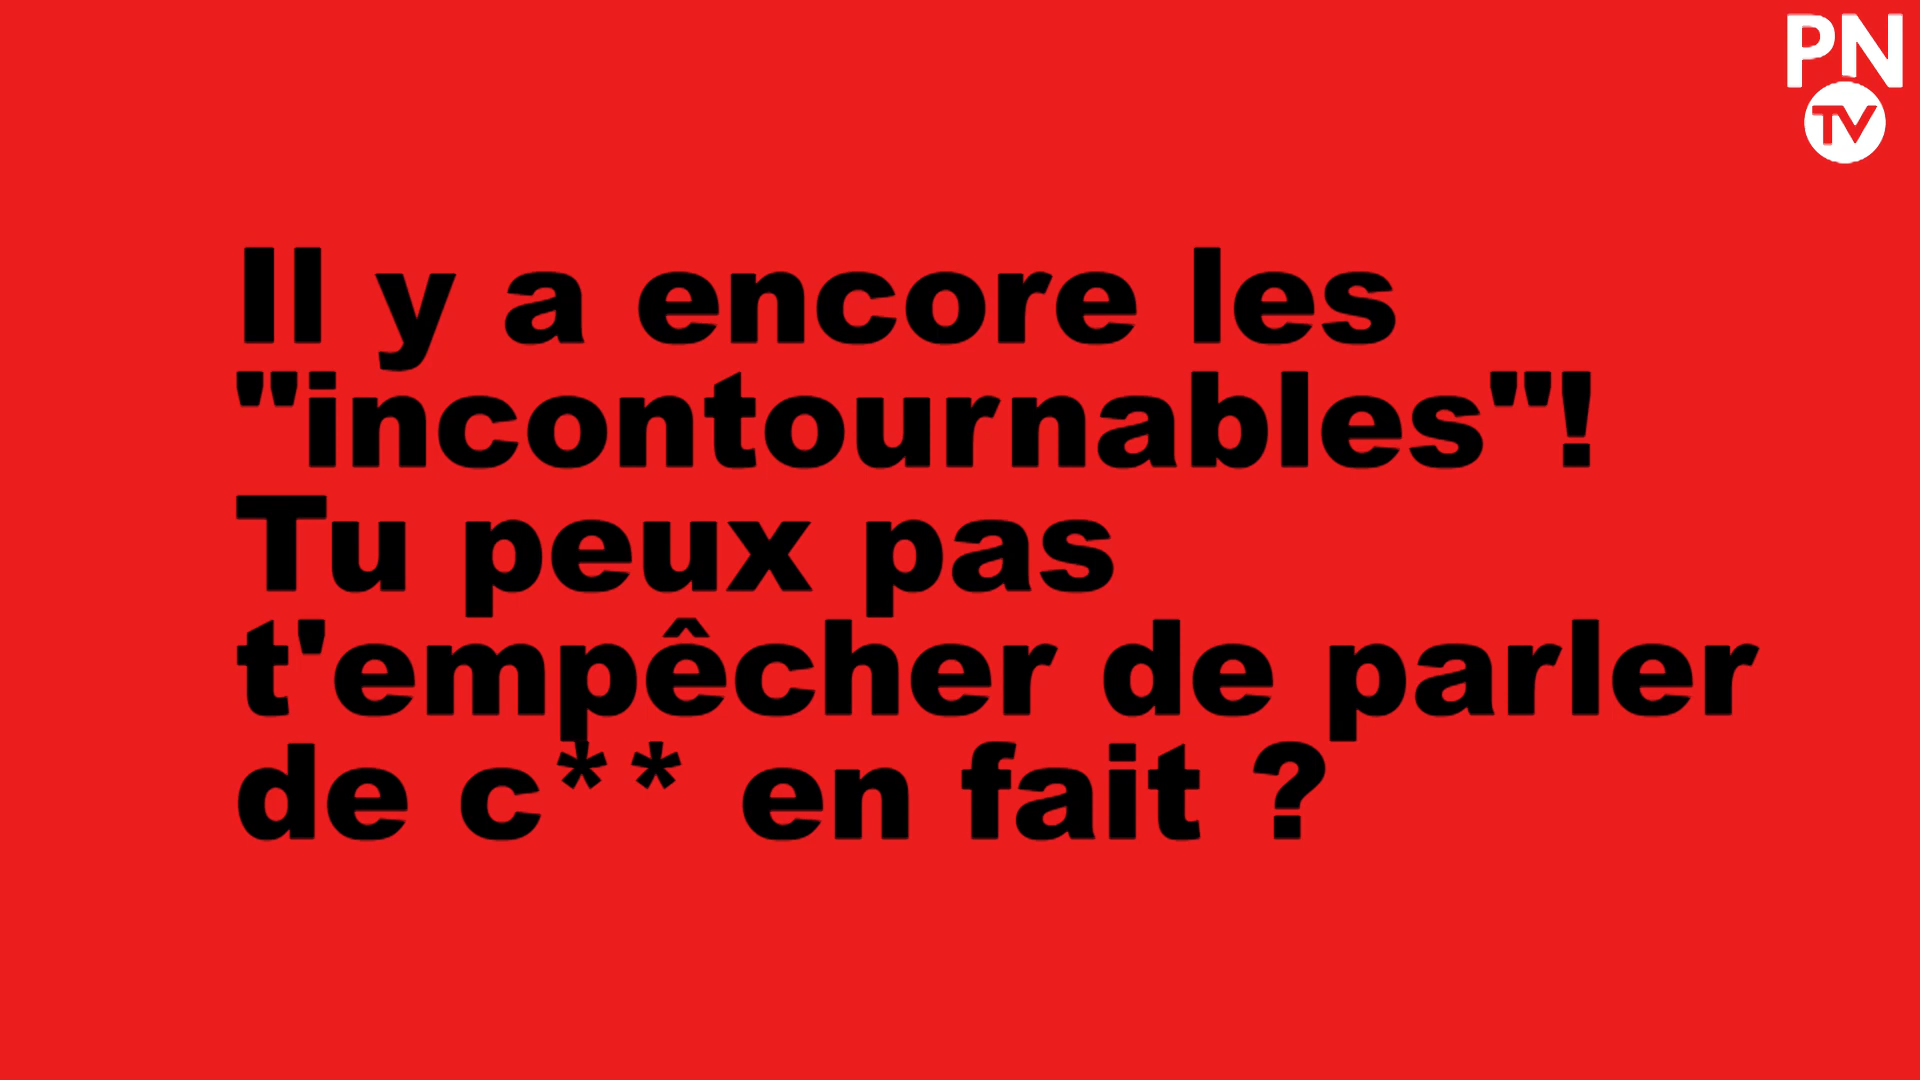 PN
TV
Il y a encore les
"incontournables"!
Tu peux pas
t'empêcher de parler
de c** en fait ?